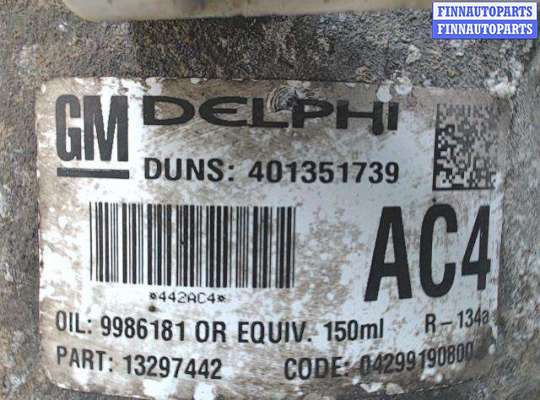 FINNAUTOPARTS
FINNAUTOPARTS
GM DELPHI
DUNS: 401351739
AC4
*442AC4*
OIL: 9986181 OR EQUIV. 150ml R-134a
PART: 13297442 CODE: 04299190800